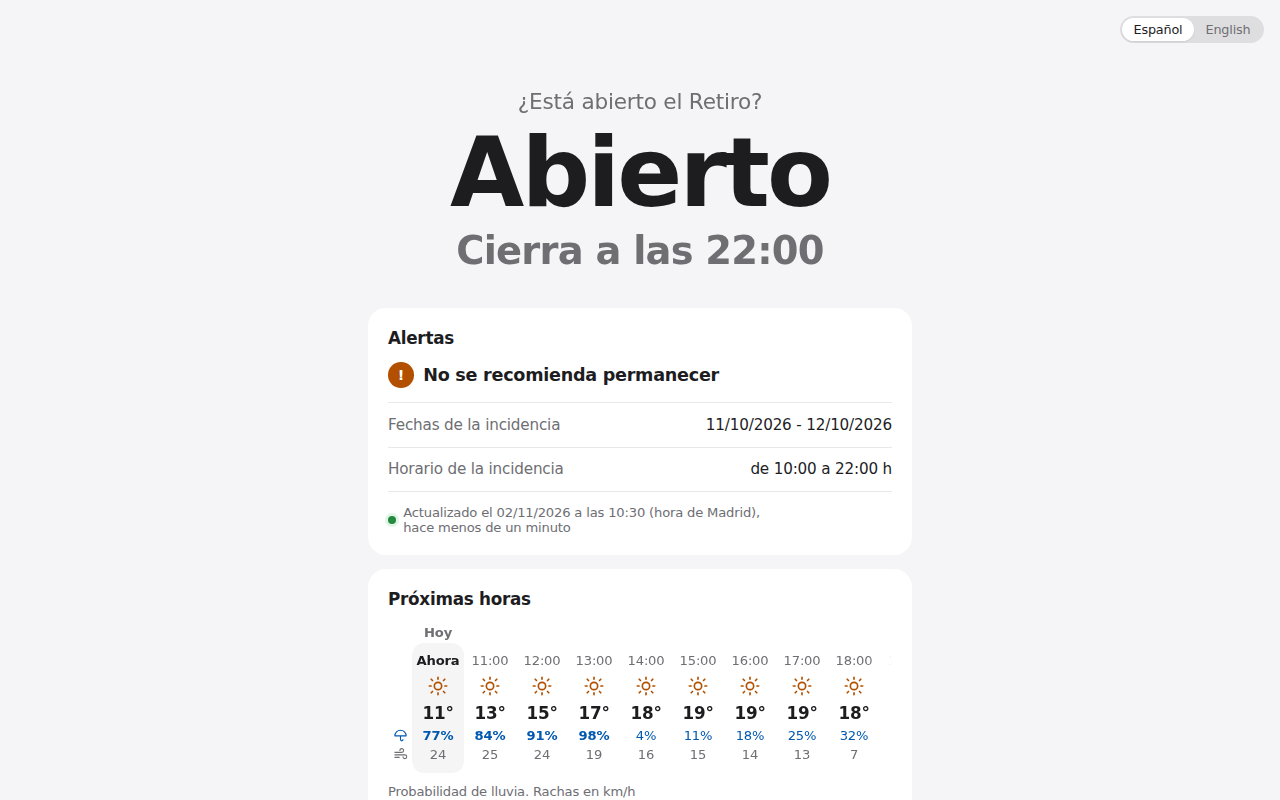 Español English
¿Está abierto el Retiro?
Abierto
Cierra a las 22:00
Alertas
! No se recomienda permanecer
Fechas de la incidencia 11/10/2026 - 12/10/2026
Horario de la incidencia de 10:00 a 22:00 h
Actualizado el 02/11/2026 a las 10:30 (hora de Madrid),
hace menos de un minuto
Próximas horas
Hoy
Ahora 11:00 12:00 13:00 14:00 15:00 16:00 17:00 18:00
11° 13° 15° 17° 18° 19° 19° 19° 18°
77% 84% 91% 98% 4% 11% 18% 25% 32%
24 25 24 19 16 15 14 13 7
Probabilidad de lluvia. Rachas en km/h